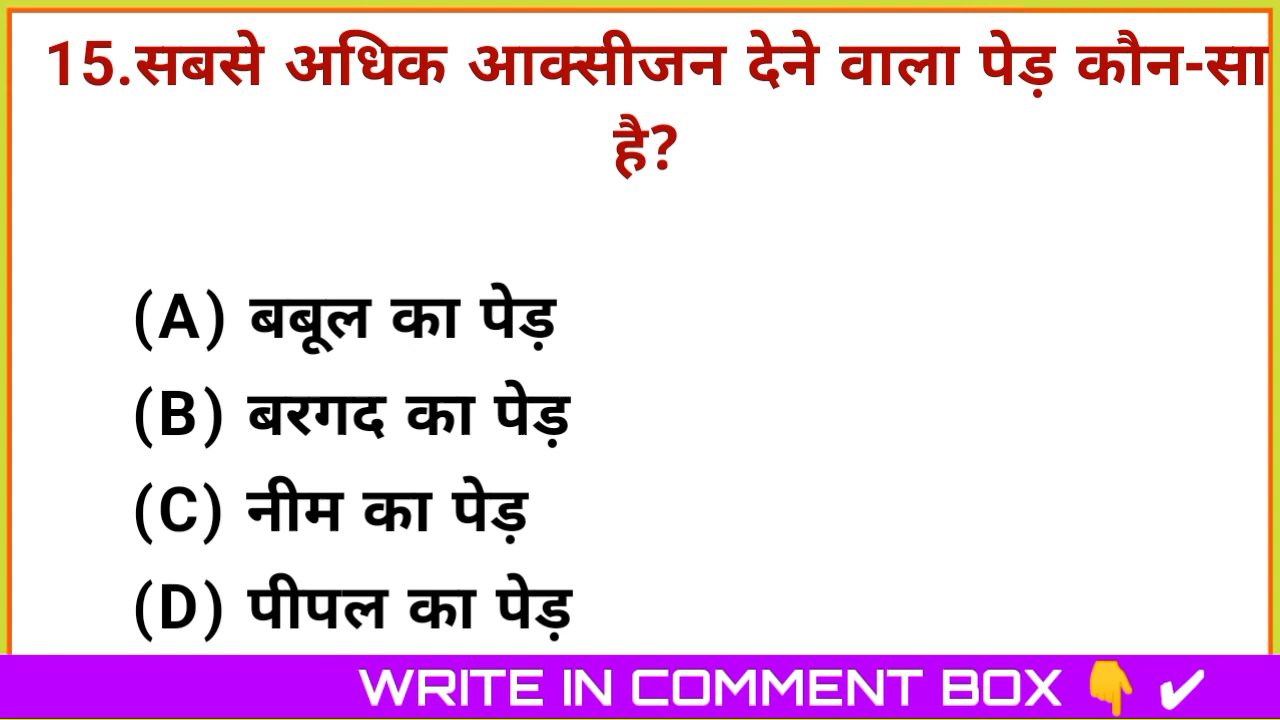 15.सबसे अधिक आक्सीजन देने वाला पेड़ कौन-सा
है?
(A) बबूल का पेड़
(B) बरगद का पेड़
(C) नीम का पेड़
(D) पीपल का पेड़
WRITE IN COMMENT BOX 👇 ✔